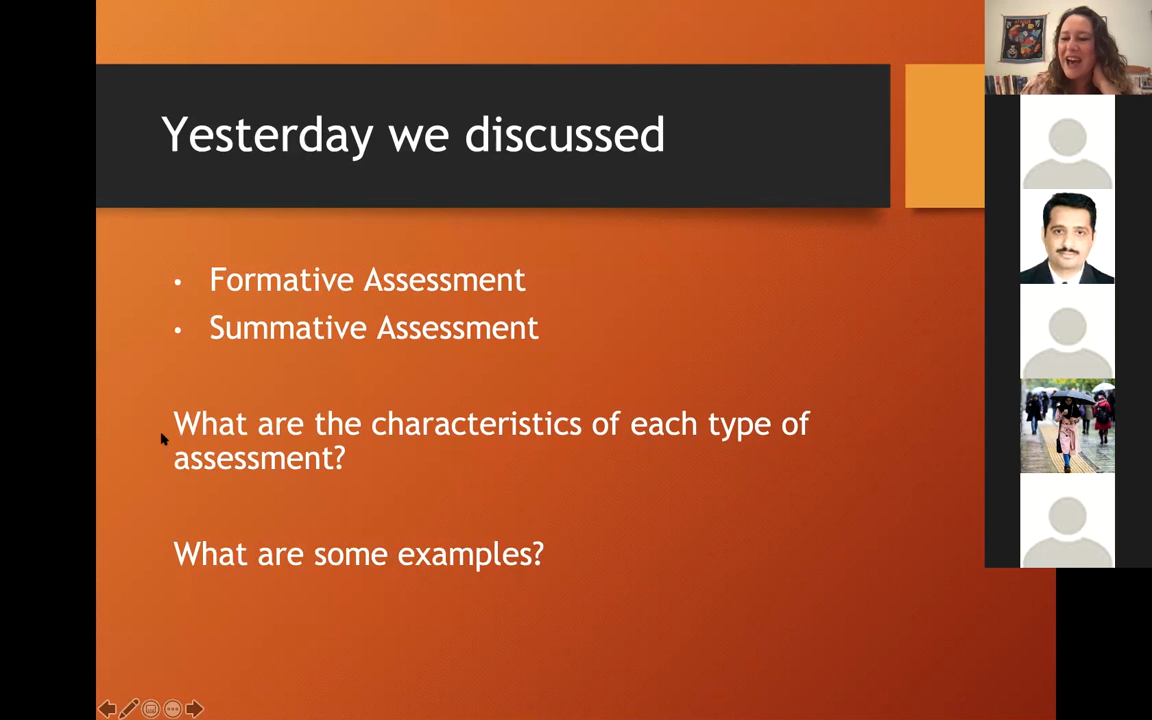 Yesterday we discussed
• Formative Assessment
• Summative Assessment
What are the characteristics of each type of
assessment?
What are some examples?